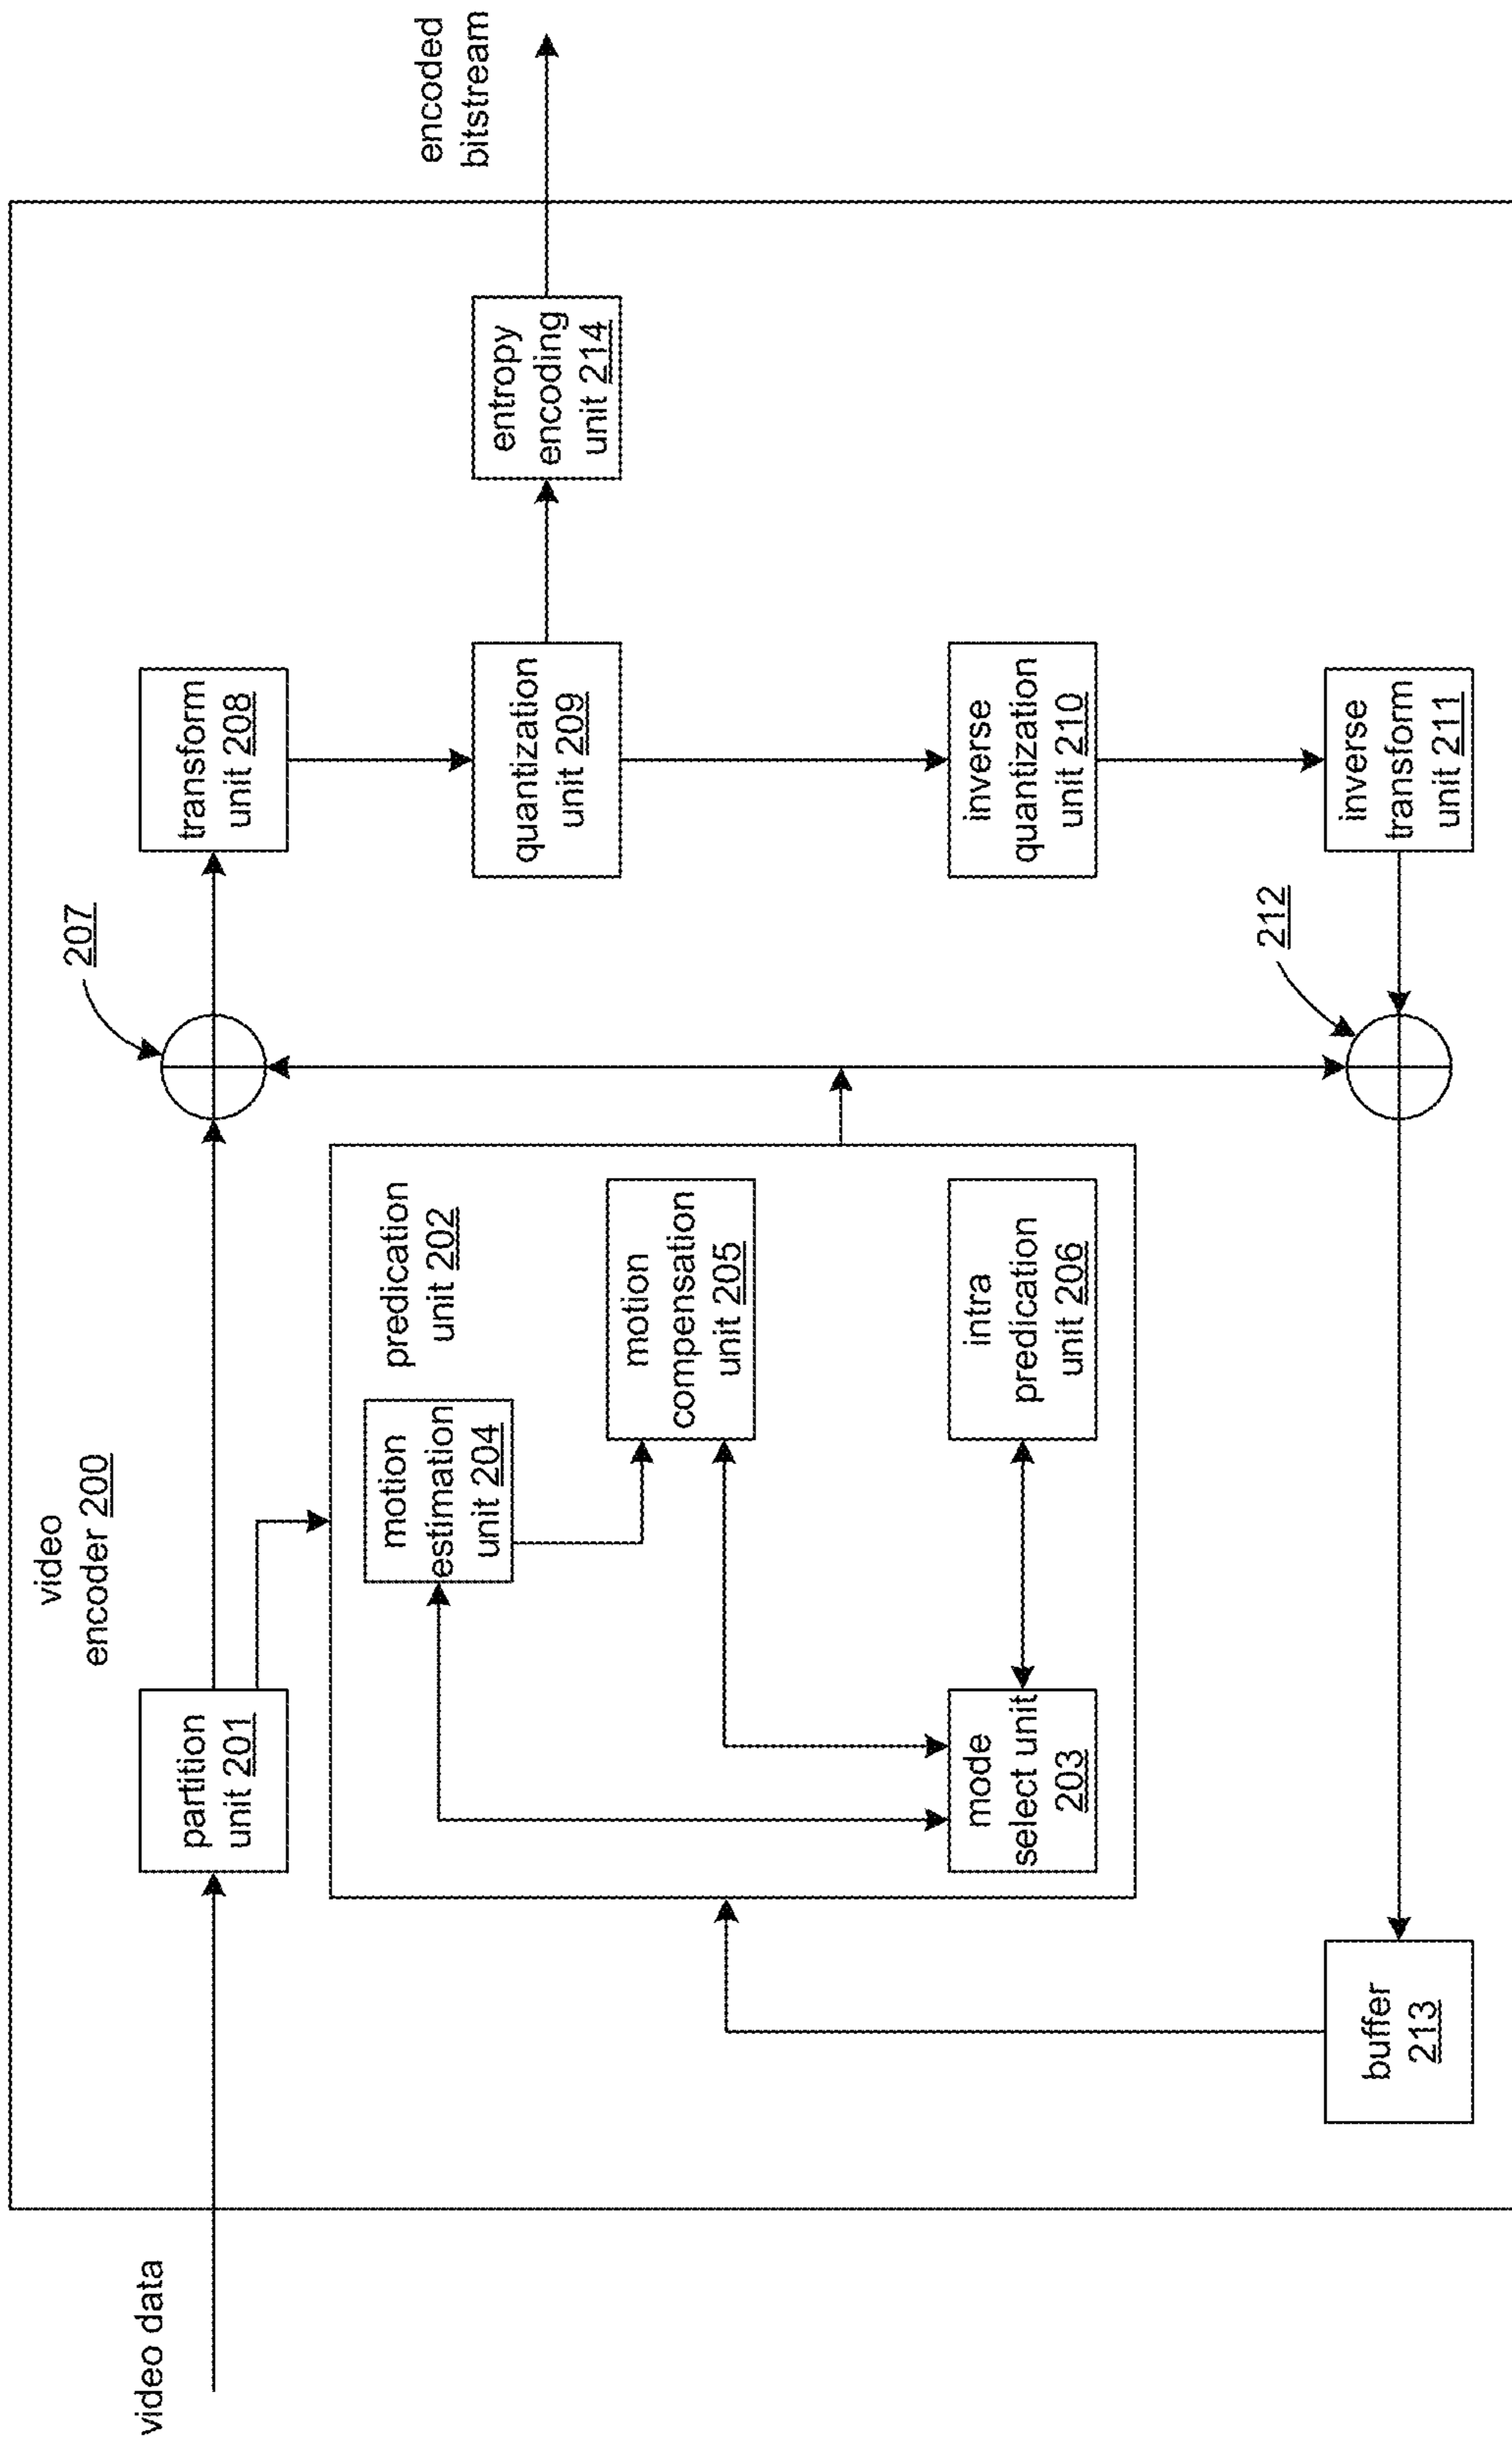 video
encoder 200
video data
partition
unit 201
207
transform
unit 208
encoded
bitstream
predication
unit 202
motion
estimation
unit 204
quantization
unit 209
entropy
encoding
unit 214
motion
compensation
unit 205
mode
select unit
203
intra
predication
unit 206
inverse
quantization
unit 210
212
buffer
213
inverse
transform
unit 211